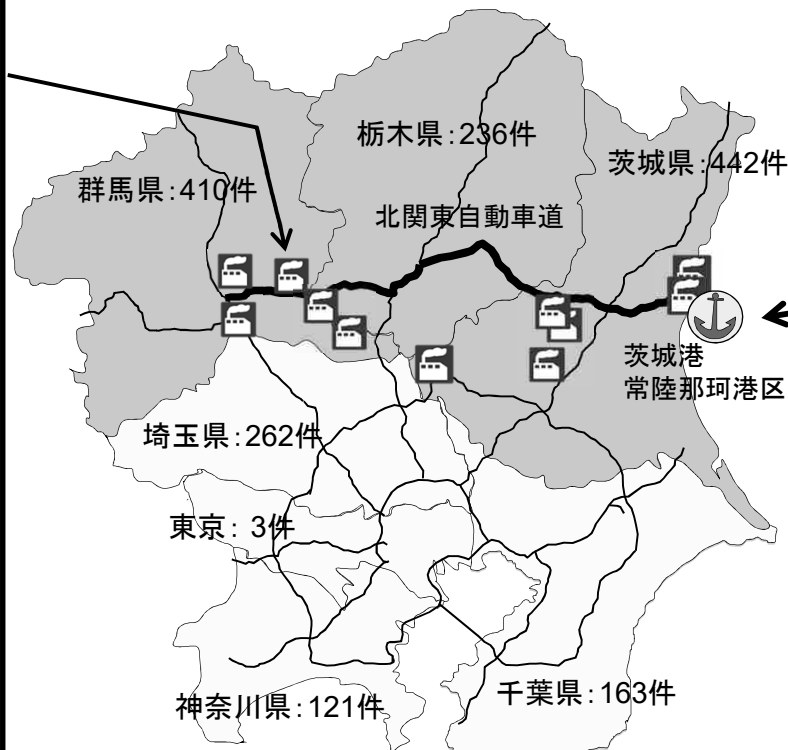 栃木県:236件
茨城県:442件
群馬県:410件
北関東自動車道
茨城港
常陸那珂港区
埼玉県:262件
東京: 3件
千葉県:163件
神奈川県:121件